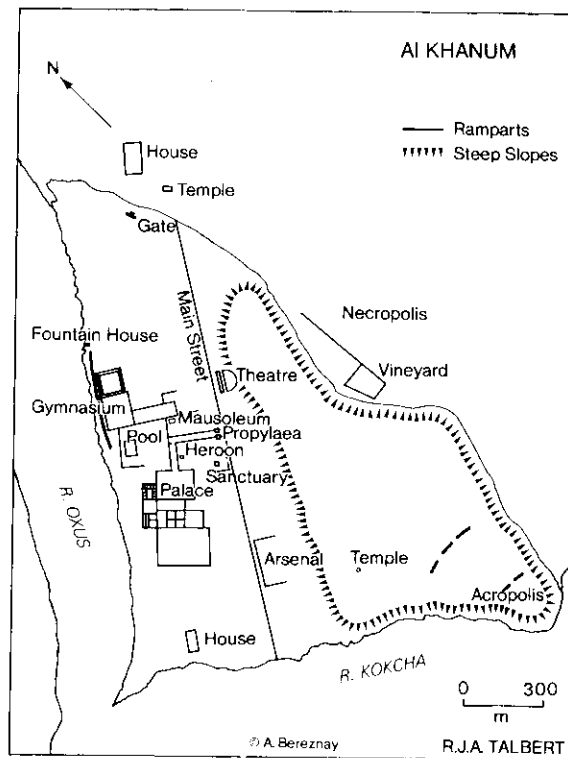 AI KHANUM
N
Ramparts
Steep Slopes
House
Temple
Gate
Main Street
Necropolis
Fountain House
Vineyard
Theatre
Gymnasium
Mausoleum
Pool
Propylaea
Heroon
Sanctuary
Palace
R. OXUS
Arsenal
Temple
Acropolis
House
R. KOKCHA
0 300
m
© A. Bereznay
R.J.A. TALBERT